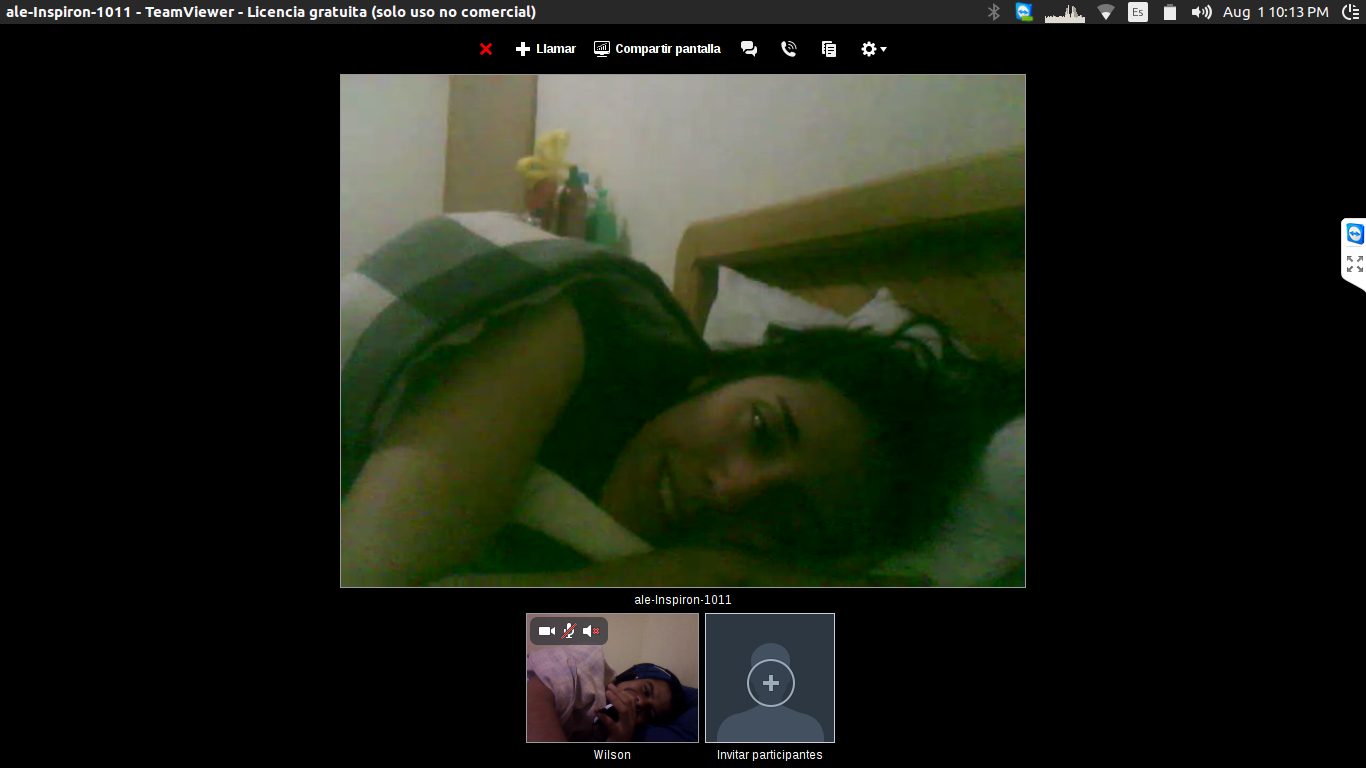 ale-Inspiron-1011 - TeamViewer - Licencia gratuita (solo uso no comercial)
Es
Aug 1 10:13 PM
Llamar
Compartir pantalla
ale-Inspiron-1011
Wilson
Invitar participantes